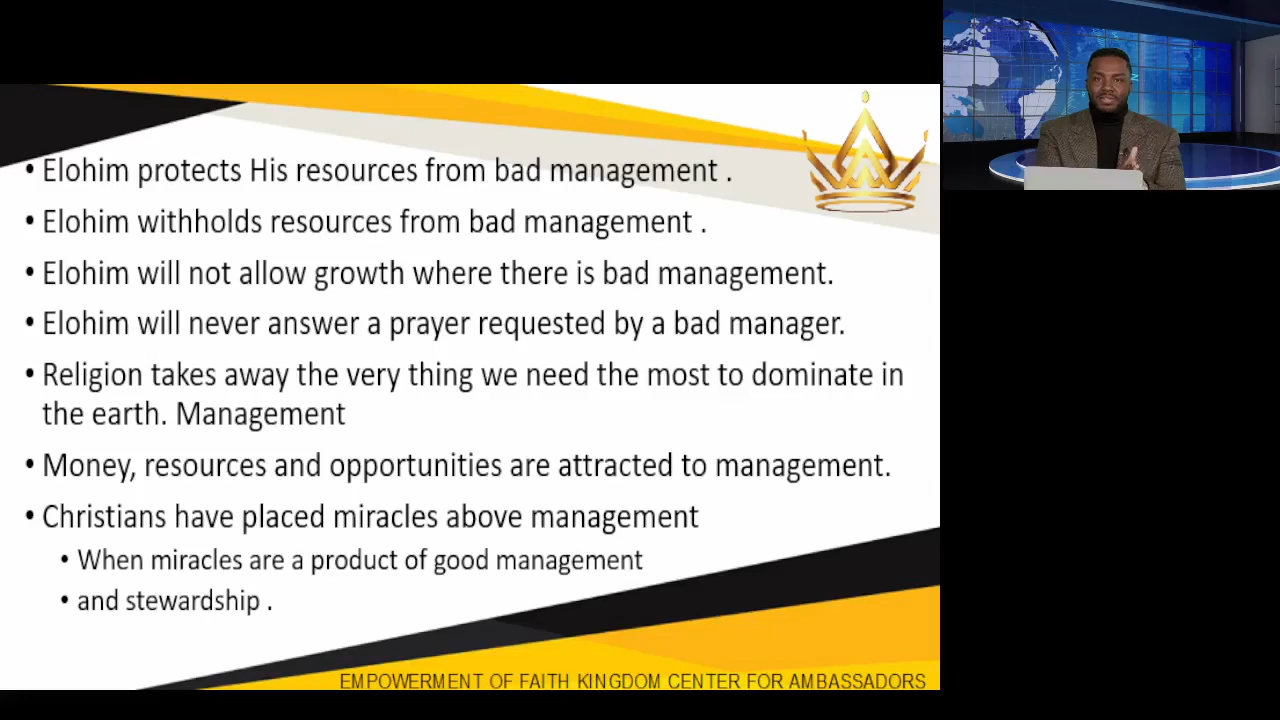 • Elohim protects His resources from bad management .
• Elohim withholds resources from bad management .
• Elohim will not allow growth where there is bad management.
• Elohim will never answer a prayer requested by a bad manager.
• Religion takes away the very thing we need the most to dominate in
the earth. Management
• Money, resources and opportunities are attracted to management.
• Christians have placed miracles above management
• When miracles are a product of good management
• and stewardship .
EMPOWERMENT OF FAITH KINGDOM CENTER FOR AMBASSADORS